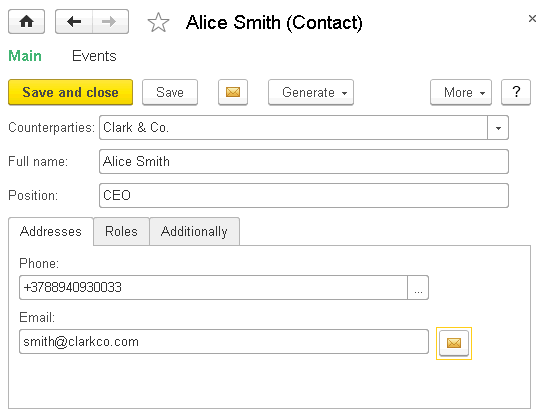 Alice Smith (Contact)
Main Events
Save and close Save Generate More ?
Counterparties: Clark & Co.
Full name: Alice Smith
Position: CEO
Addresses Roles Additionally
Phone:
+3788940930033 ...
Email:
smith@clarkco.com